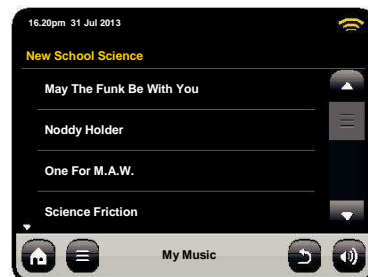 16.20pm 31 Jul 2013
New School Science
May The Funk Be With You
Noddy Holder
One For M.A.W.
Science Friction
My Music